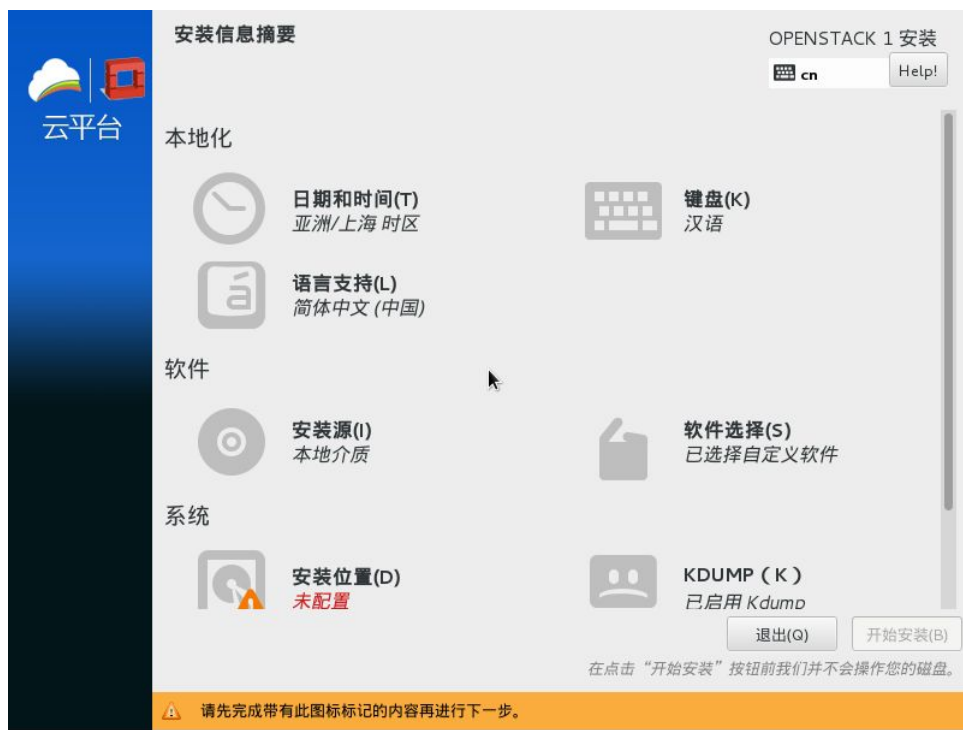 安装信息摘要
OPENSTACK 1 安装
cn
Help!
云平台
本地化
日期和时间(T)
亚洲/上海 时区
键盘(K)
汉语
语言支持(L)
简体中文 (中国)
软件
安装源(I)
本地介质
软件选择(S)
已选择自定义软件
系统
安装位置(D)
未配置
KDUMP（K）
已启用 Kdump
退出(Q)
开始安装(B)
在点击“开始安装”按钮前我们并不会操作您的磁盘。
请先完成带有此图标标记的内容再进行下一步。